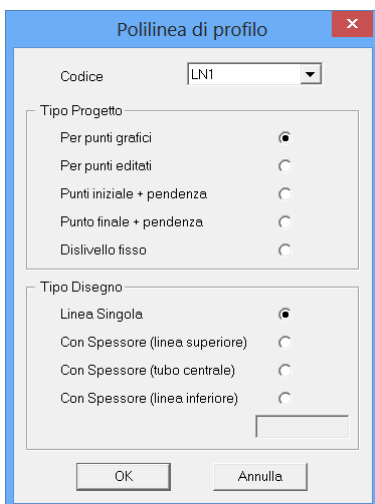 Polilinea di profilo
Codice LN1
Tipo Progetto
Per punti grafici
Per punti editati
Punti iniziale + pendenza
Punto finale + pendenza
Dislivello fisso
Tipo Disegno
Linea Singola
Con Spessore (linea superiore)
Con Spessore (tubo centrale)
Con Spessore (linea inferiore)
OK Annulla